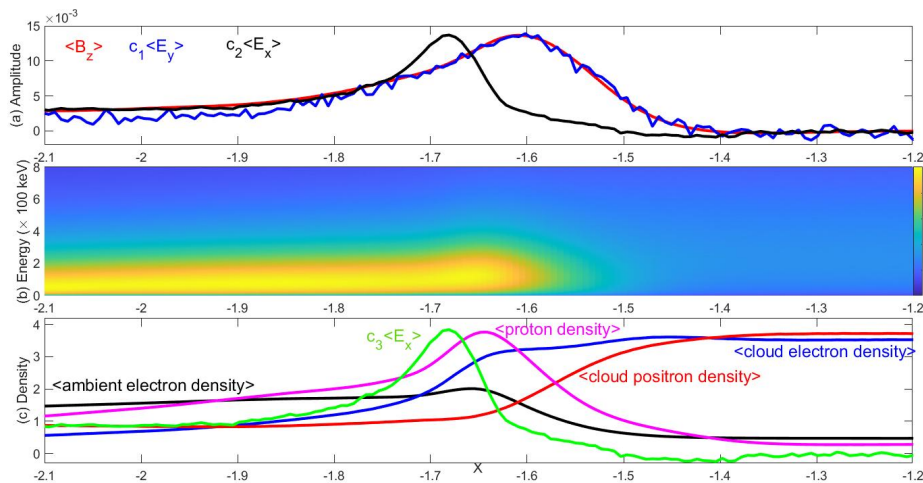 ×10⁻³
15
10
5
0
(a) Amplitude
<B_z> c_1<E_y> c_2<E_x>
-2.1 -2 -1.9 -1.8 -1.7 -1.6 -1.5 -1.4 -1.3 -1.2
8
6
4
2
0
(b) Energy (× 100 keV)
-2.1 -2 -1.9 -1.8 -1.7 -1.6 -1.5 -1.4 -1.3 -1.2
4
3
2
1
0
(c) Density
c_3<E_x>
<proton density>
<cloud electron density>
<cloud positron density>
<ambient electron density>
-2.1 -2 -1.9 -1.8 -1.7 -1.6 -1.5 -1.4 -1.3 -1.2
X